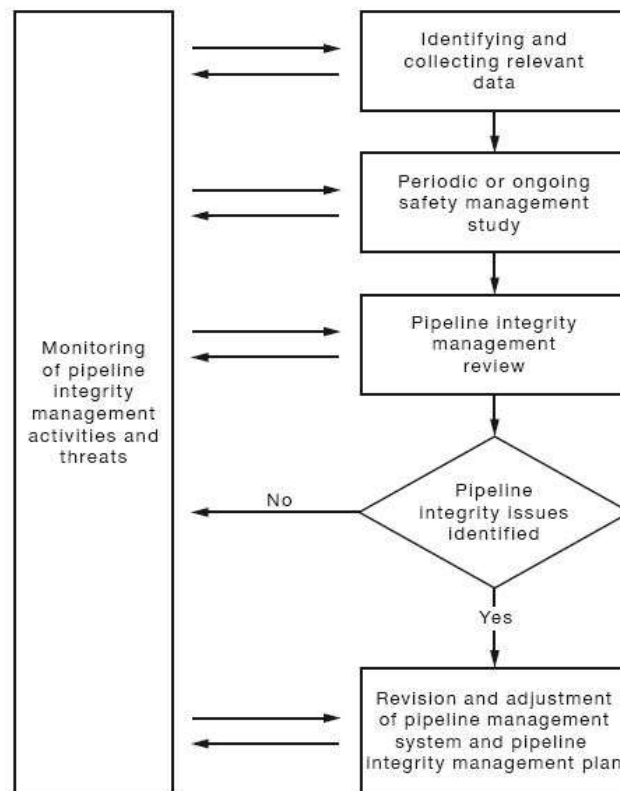 Identifying and
collecting relevant
data
Periodic or ongoing
safety management
study
Pipeline integrity
management
review
Monitoring
of pipeline
integrity
management
activities and
threats
No
Pipeline
integrity issues
identified
Yes
Revision and adjustment
of pipeline management
system and pipeline
integrity management plan